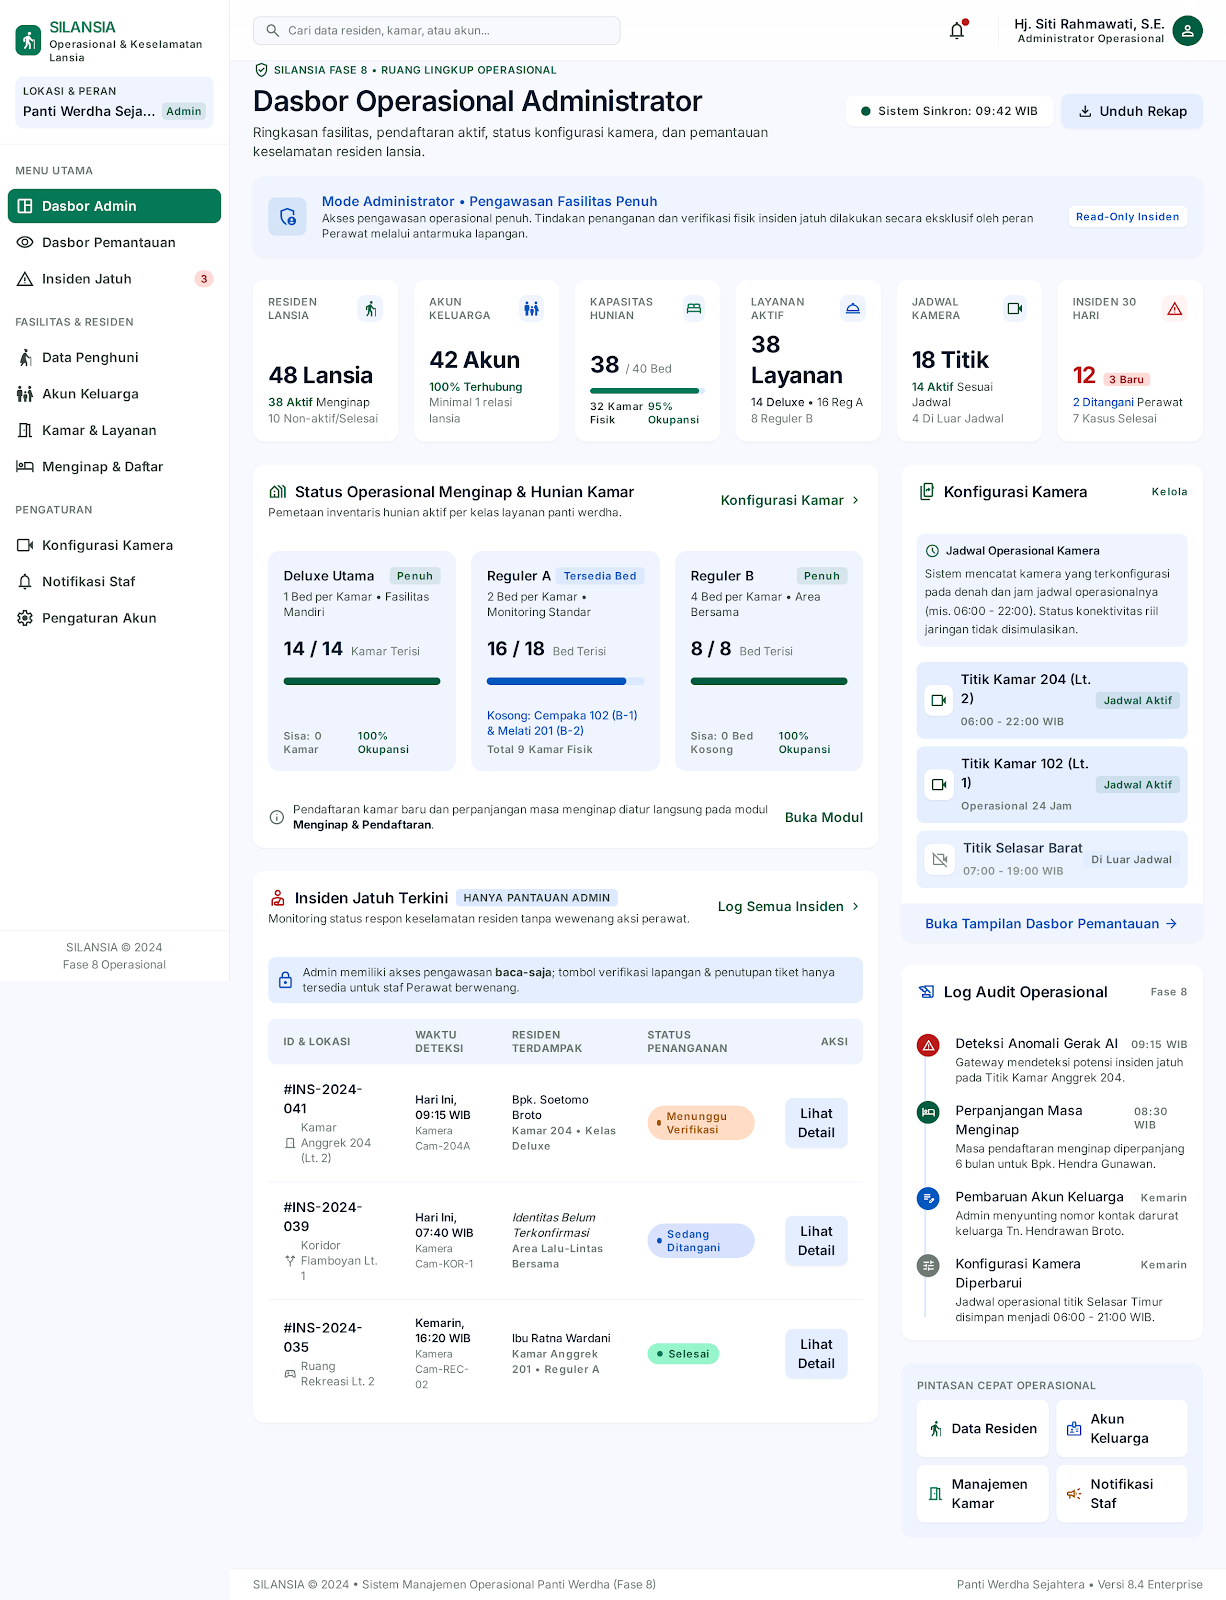 SILANSIA
Operasional & Keselamatan
Lansia
LOKASI & PERAN
Panti Werdha Seja... Admin
MENU UTAMA
Dasbor Admin
Dasbor Pemantauan
Insiden Jatuh 3
FASILITAS & RESIDEN
Data Penghuni
Akun Keluarga
Kamar & Layanan
Menginap & Daftar
PENGATURAN
Konfigurasi Kamera
Notifikasi Staf
Pengaturan Akun
SILANSIA © 2024
Fase 8 Operasional
Cari data residen, kamar, atau akun...
Hj. Siti Rahmawati, S.E.
Administrator Operasional
SILANSIA FASE 8 • RUANG LINGKUP OPERASIONAL
Dasbor Operasional Administrator
Ringkasan fasilitas, pendaftaran aktif, status konfigurasi kamera, dan pemantauan
keselamatan residen lansia.
Sistem Sinkron: 09:42 WIB
Unduh Rekap
Mode Administrator • Pengawasan Fasilitas Penuh
Akses pengawasan operasional penuh. Tindakan penanganan dan verifikasi fisik insiden jatuh dilakukan secara eksklusif oleh peran
Perawat melalui antarmuka lapangan.
Read-Only Insiden
RESIDEN
LANSIA
48 Lansia
38 Aktif Menginap
10 Non-aktif/Selesai
AKUN
KELUARGA
42 Akun
100% Terhubung
Minimal 1 relasi
lansia
KAPASITAS
HUNIAN
38 / 40 Bed
32 Kamar 95%
Fisik Okupansi
LAYANAN
AKTIF
38
Layanan
14 Deluxe • 16 Reg A
8 Reguler B
JADWAL
KAMERA
18 Titik
14 Aktif Sesuai
Jadwal
4 Di Luar Jadwal
INSIDEN 30
HARI
12 3 Baru
2 Ditangani Perawat
7 Kasus Selesai
Status Operasional Menginap & Hunian Kamar
Pemetaan inventaris hunian aktif per kelas layanan panti werdha.
Konfigurasi Kamar
Deluxe Utama Penuh
1 Bed per Kamar • Fasilitas
Mandiri
14 / 14 Kamar Terisi
Sisa: 0 100%
Kamar Okupansi
Reguler A Tersedia Bed
2 Bed per Kamar •
Monitoring Standar
16 / 18 Bed Terisi
Kosong: Cempaka 102 (B-1)
& Melati 201 (B-2)
Total 9 Kamar Fisik
Reguler B Penuh
4 Bed per Kamar • Area
Bersama
8 / 8 Bed Terisi
Sisa: 0 Bed 100%
Kosong Okupansi
Pendaftaran kamar baru dan perpanjangan masa menginap diatur langsung pada modul
Menginap & Pendaftaran.
Buka Modul
Insiden Jatuh Terkini HANYA PANTAUAN ADMIN
Monitoring status respon keselamatan residen tanpa wewenang aksi perawat.
Log Semua Insiden
Admin memiliki akses pengawasan baca-saja; tombol verifikasi lapangan & penutupan tiket hanya
tersedia untuk staf Perawat berwenang.
ID & LOKASI
WAKTU
DETEKSI
RESIDEN
TERDAMPAK
STATUS
PENANGANAN
AKSI
#INS-2024-
041
Kamar
Anggrek 204
(Lt. 2)
Hari Ini,
09:15 WIB
Kamera
Cam-204A
Bpk. Soetomo
Broto
Kamar 204 • Kelas
Deluxe
Menunggu
Verifikasi
Lihat
Detail
#INS-2024-
039
Koridor
Flamboyan Lt.
1
Hari Ini,
07:40 WIB
Kamera
Cam-KOR-1
Identitas Belum
Terkonfirmasi
Area Lalu-Lintas
Bersama
Sedang
Ditangani
Lihat
Detail
#INS-2024-
035
Ruang
Rekreasi Lt. 2
Kemarin,
16:20 WIB
Kamera
Cam-REC-
02
Ibu Ratna Wardani
Kamar Anggrek
201 • Reguler A
Selesai
Lihat
Detail
Konfigurasi Kamera Kelola
Jadwal Operasional Kamera
Sistem mencatat kamera yang terkonfigurasi
pada denah dan jam jadwal operasionalnya
(mis. 06:00 - 22:00). Status konektivitas riil
jaringan tidak disimulasikan.
Titik Kamar 204 (Lt.
2)
06:00 - 22:00 WIB
Jadwal Aktif
Titik Kamar 102 (Lt.
1)
Operasional 24 Jam
Jadwal Aktif
Titik Selasar Barat
07:00 - 19:00 WIB
Di Luar Jadwal
Buka Tampilan Dasbor Pemantauan
Log Audit Operasional Fase 8
Deteksi Anomali Gerak AI 09:15 WIB
Gateway mendeteksi potensi insiden jatuh
pada Titik Kamar Anggrek 204.
Perpanjangan Masa 08:30
Menginap WIB
Masa pendaftaran menginap diperpanjang
6 bulan untuk Bpk. Hendra Gunawan.
Pembaruan Akun Keluarga Kemarin
Admin menyunting nomor kontak darurat
keluarga Tn. Hendrawan Broto.
Konfigurasi Kamera Kemarin
Diperbarui
Jadwal operasional titik Selasar Timur
disimpan menjadi 06:00 - 21:00 WIB.
PINTASAN CEPAT OPERASIONAL
Data Residen
Akun
Keluarga
Manajemen
Kamar
Notifikasi
Staf
SILANSIA © 2024 • Sistem Manajemen Operasional Panti Werdha (Fase 8)
Panti Werdha Sejahtera • Versi 8.4 Enterprise